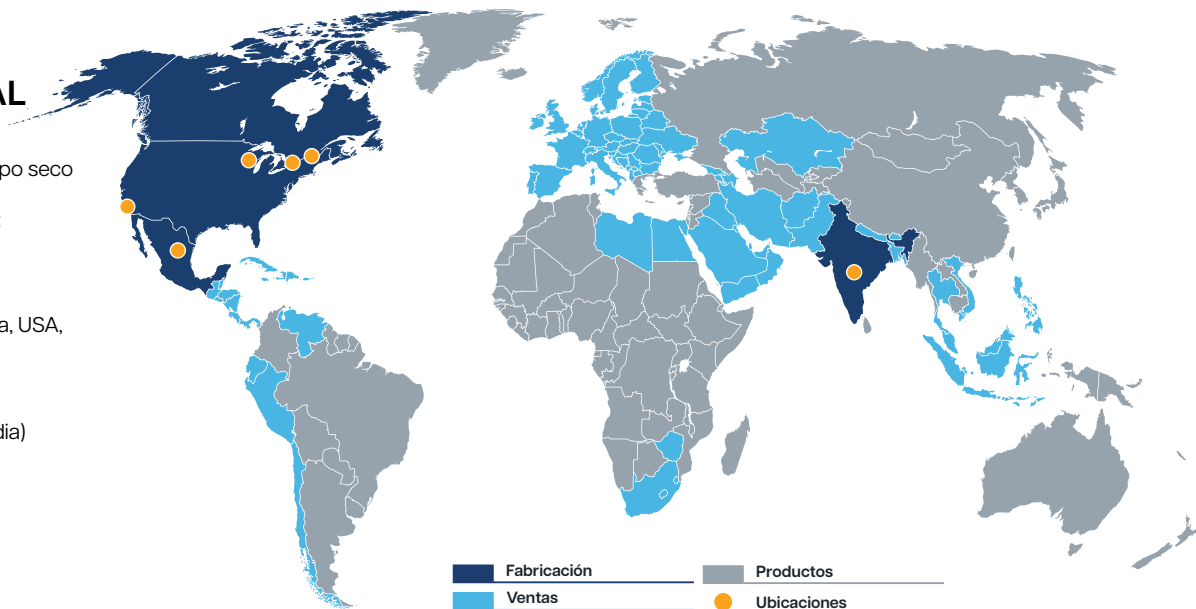 AL
po seco
a, USA,
dia)
Fabricación
Productos
Ventas
Ubicaciones